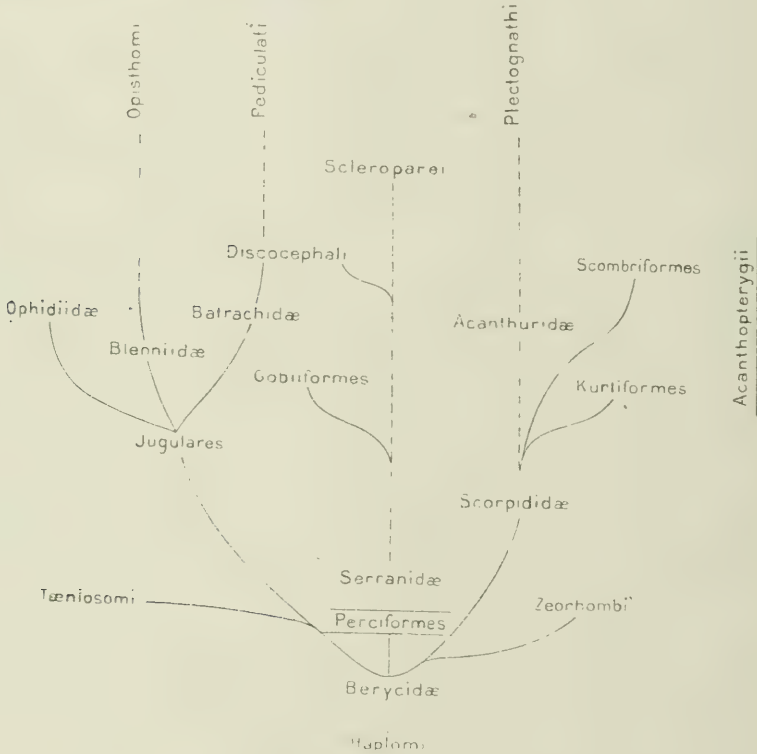 Opisthomi
Pediculati
Plectognathi
Scleroparei
Discocephali
Scombriformes
Acanthopterygii
Ophidiidæ
Batrachidæ
Acanthuridæ
Blenniidæ
Gobiiformes
Kurtiformes
Jugulares
Scorpididæ
Serranidæ
Tæniosomi
Zeorhombi
Perciformes
Berycidæ
Haplomi